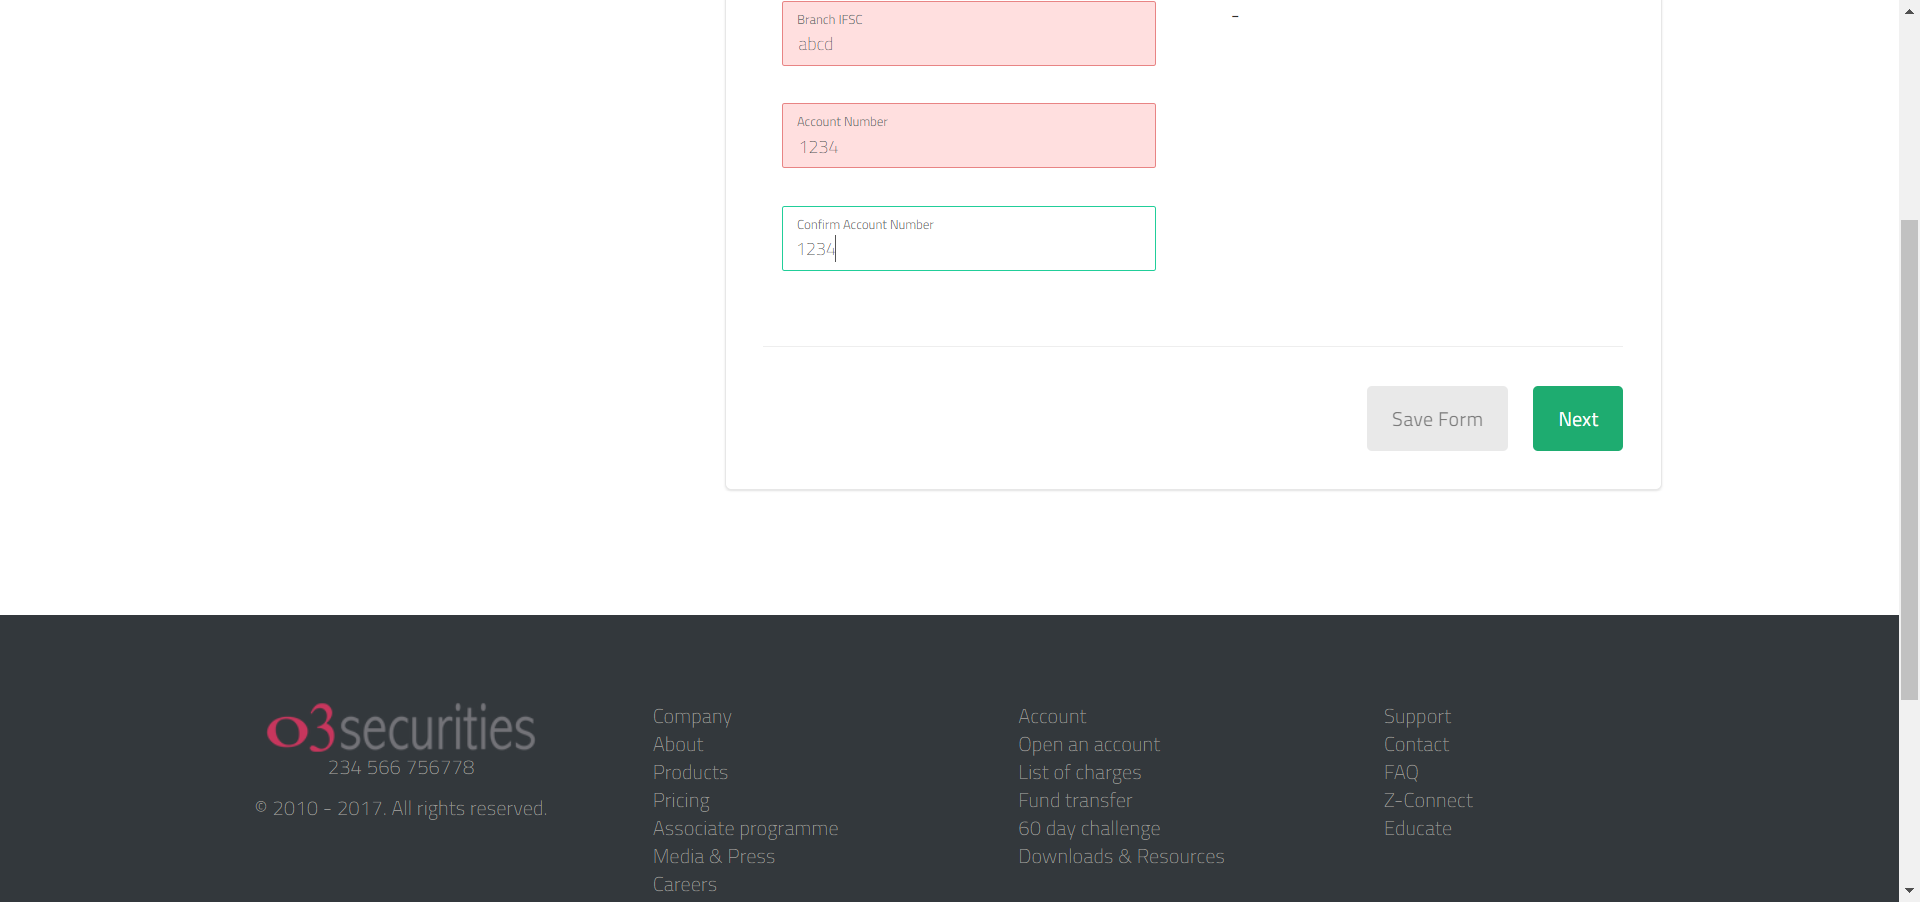 Branch IFSC
abcd
-
Account Number
1234
Confirm Account Number
1234
Save Form
Next
o3securities
234 566 756778
© 2010 - 2017. All rights reserved.
Company
About
Products
Pricing
Associate programme
Media & Press
Careers
Account
Open an account
List of charges
Fund transfer
60 day challenge
Downloads & Resources
Support
Contact
FAQ
Z-Connect
Educate